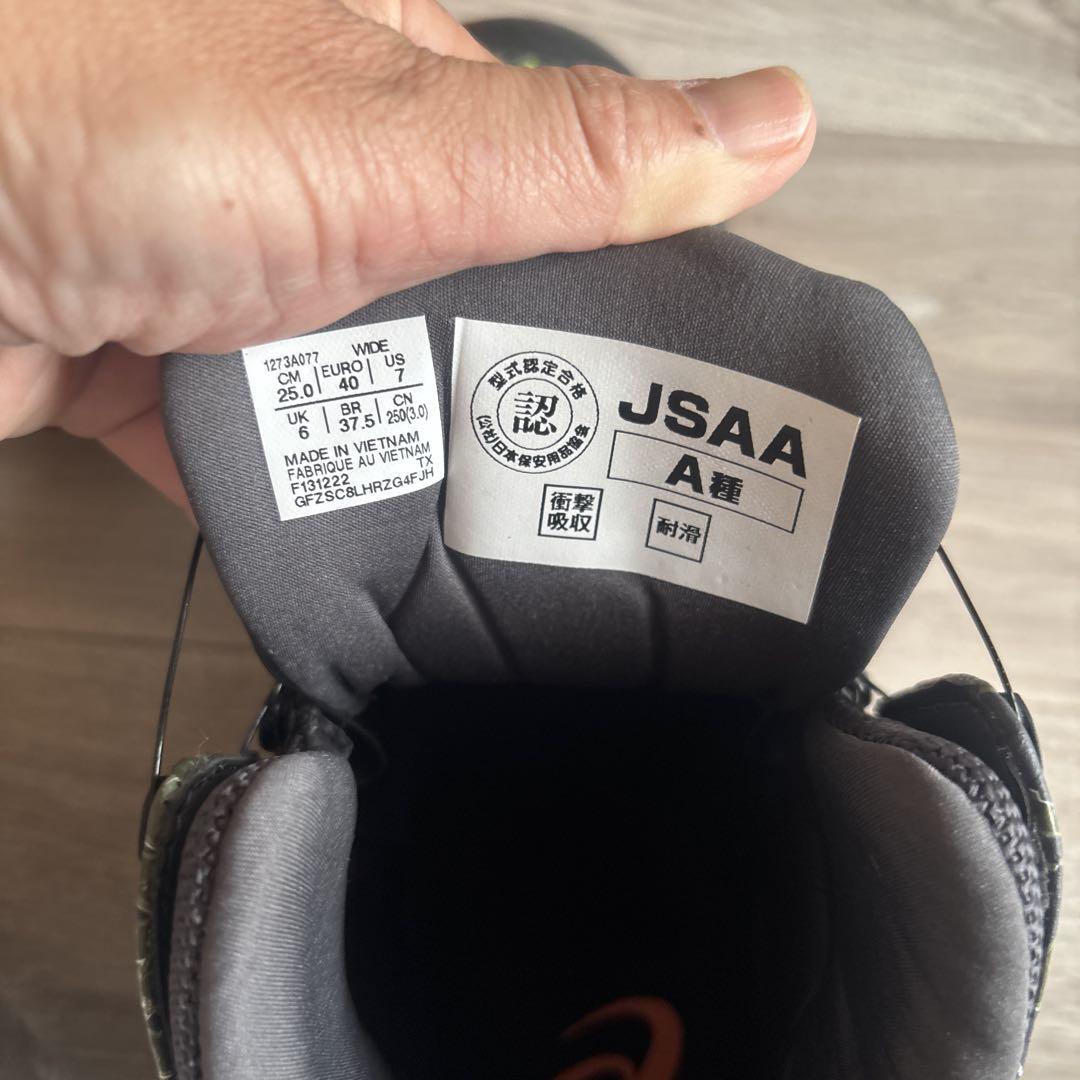 1273A077 WIDE
CM EURO US
25.0 40 7
UK BR CN
6 37.5 250(3.0)
MADE IN VIETNAM
FABRIQUE AU VIETNAM
F131222 TX
GFZSC8LHRZG4FJH
型式認定合格
認
(公社)日本保安用品協会
JSAA
A種
衝撃
吸収
耐滑